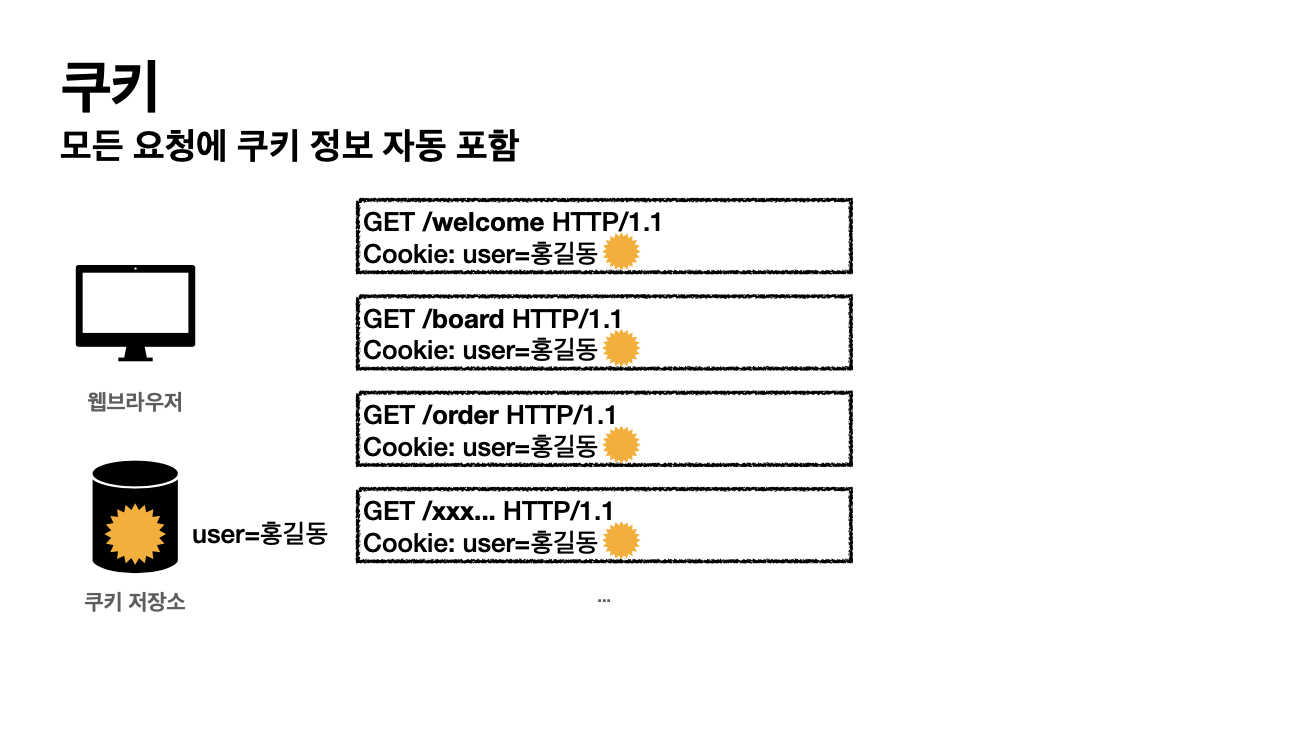 쿠키
모든 요청에 쿠키 정보 자동 포함
GET /welcome HTTP/1.1
Cookie: user=홍길동
GET /board HTTP/1.1
Cookie: user=홍길동
웹브라우저
GET /order HTTP/1.1
Cookie: user=홍길동
user=홍길동
GET /xxx... HTTP/1.1
Cookie: user=홍길동
쿠키 저장소
...